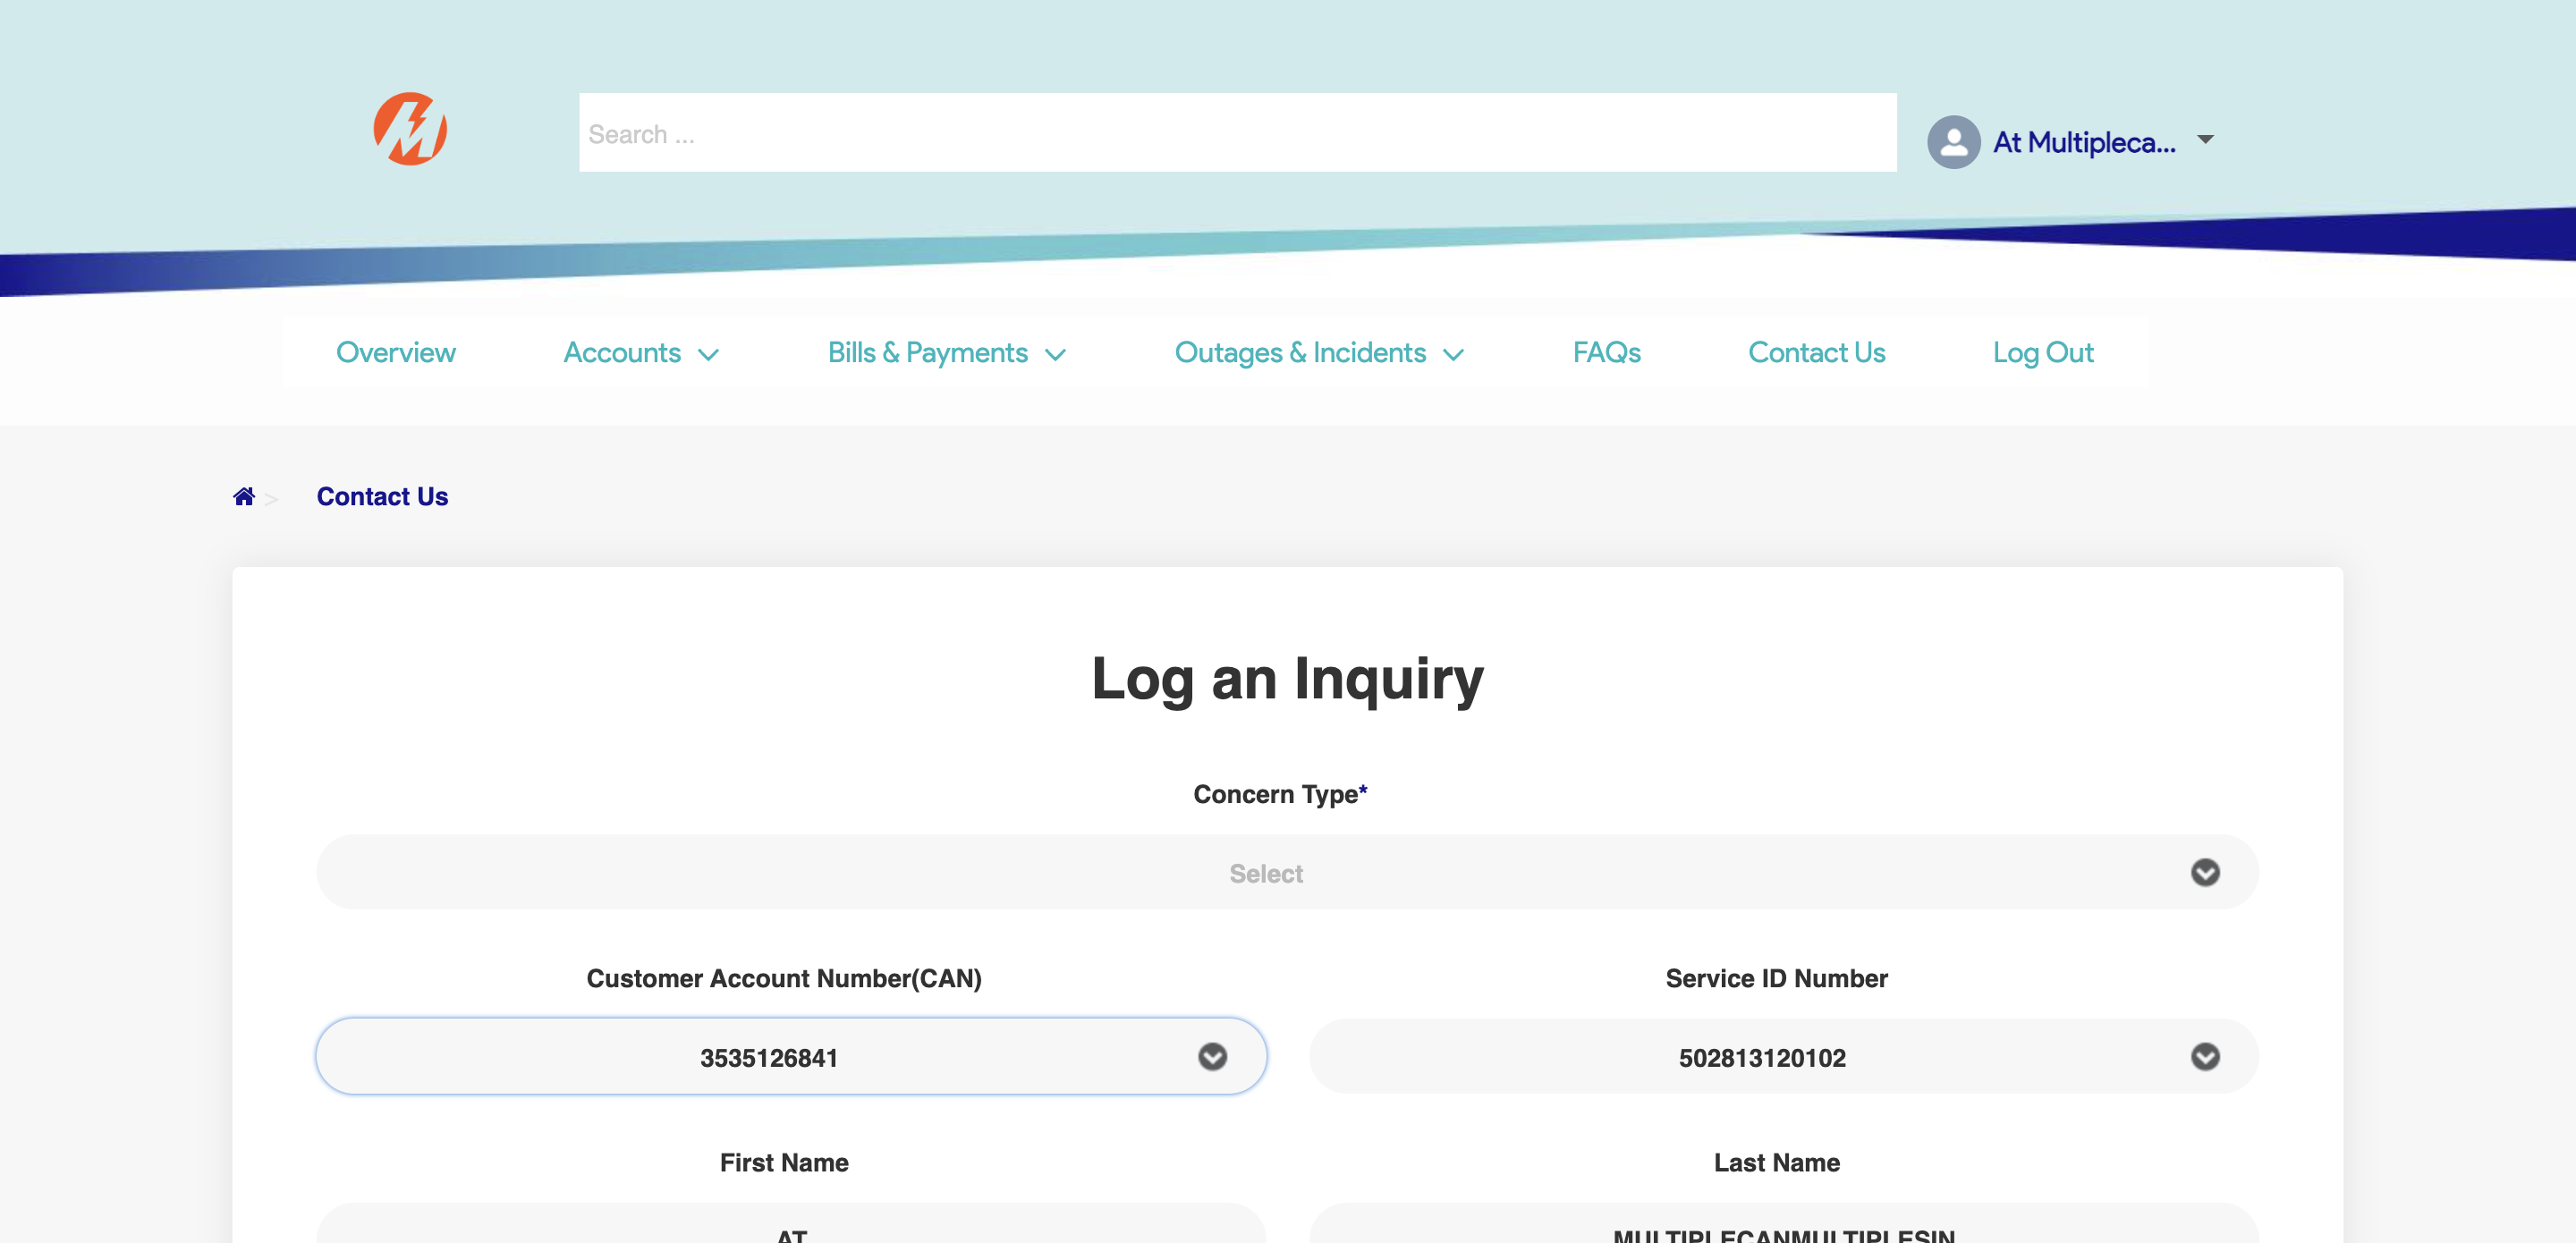 Search ...
At Multipleca...
Overview
Accounts
Bills & Payments
Outages & Incidents
FAQs
Contact Us
Log Out
> Contact Us
Log an Inquiry
Concern Type*
Select
Customer Account Number(CAN)
Service ID Number
3535126841
502813120102
First Name
Last Name
AT
MULTIPLECANMULTIPLESIN